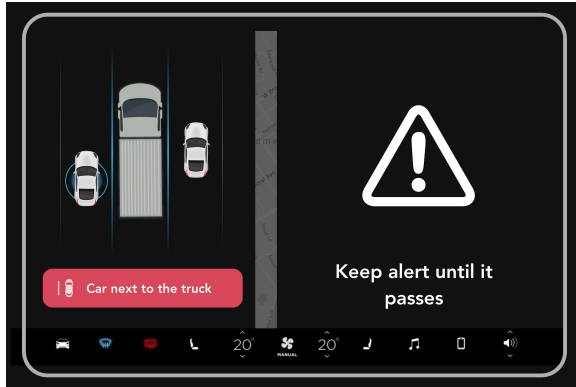 Car next to the truck
Keep alert until it
passes
20°
MANUAL
20°